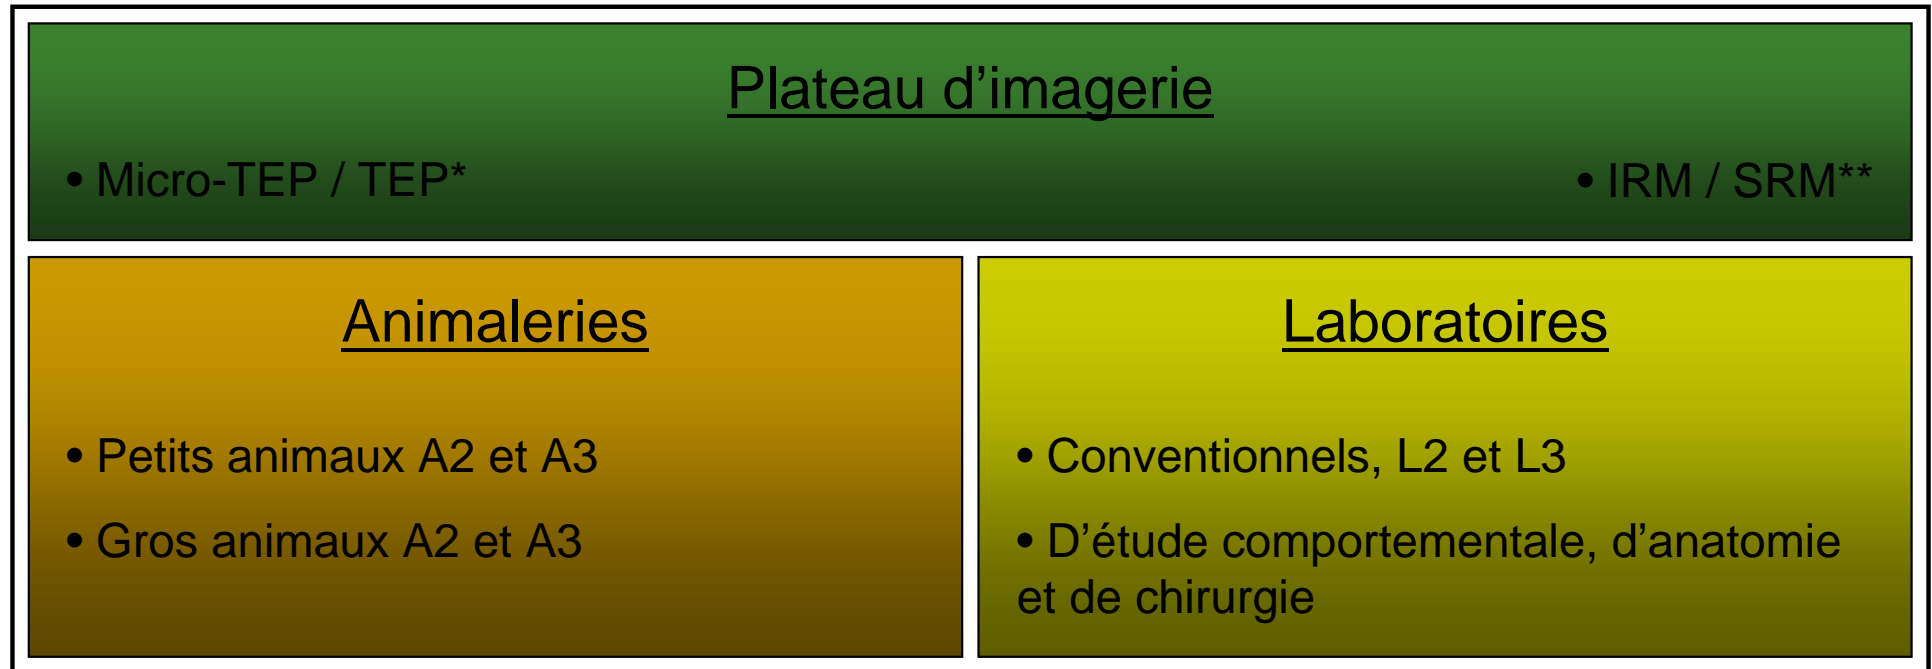 Plateau d’imagerie
• Micro-TEP / TEP*
• IRM / SRM**
Animaleries
• Petits animaux A2 et A3
• Gros animaux A2 et A3
Laboratoires
• Conventionnels, L2 et L3
• D’étude comportementale, d’anatomie
et de chirurgie